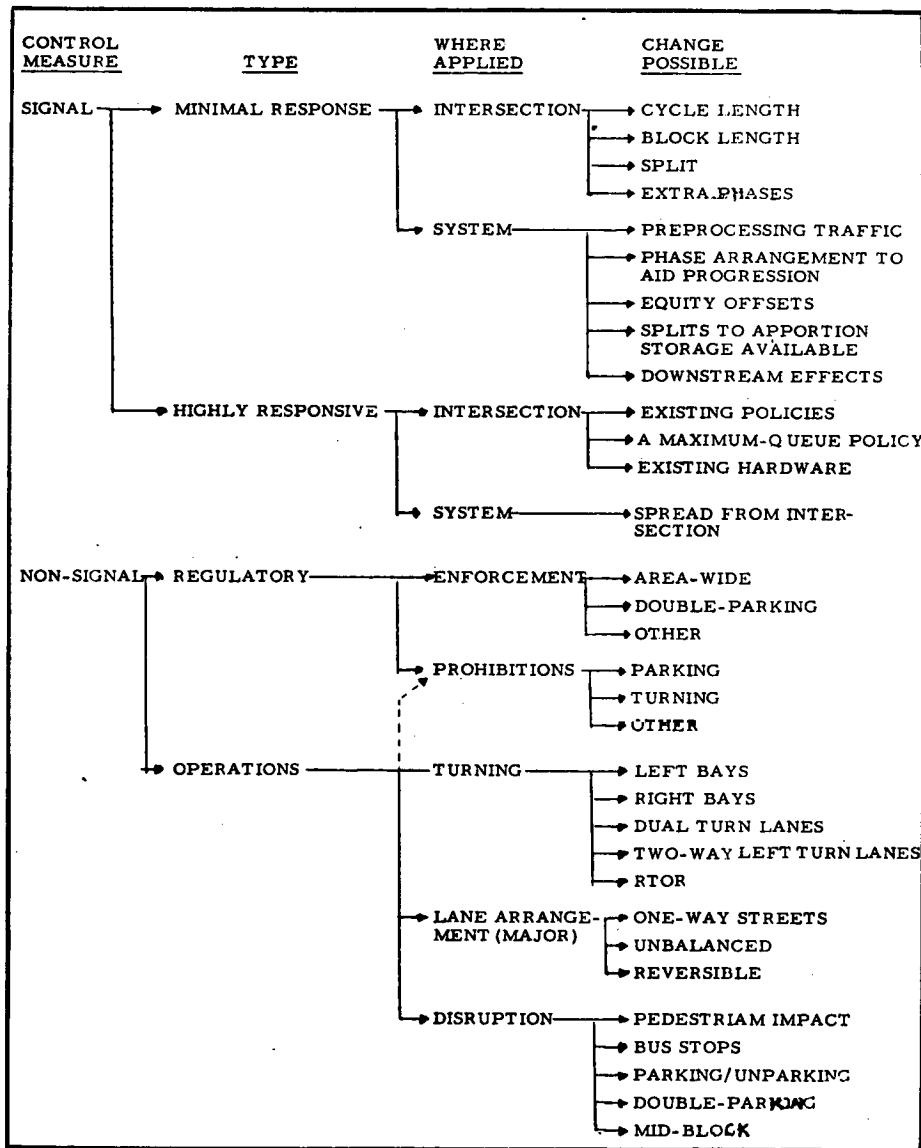 CONTROL MEASURE TYPE WHERE APPLIED CHANGE POSSIBLE
SIGNAL MINIMAL RESPONSE INTERSECTION CYCLE LENGTH
BLOCK LENGTH
SPLIT
EXTRA PHASES
SYSTEM PREPROCESSING TRAFFIC
PHASE ARRANGEMENT TO
AID PROGRESSION
EQUITY OFFSETS
SPLITS TO APPORTION
STORAGE AVAILABLE
DOWNSTREAM EFFECTS
HIGHLY RESPONSIVE INTERSECTION EXISTING POLICIES
A MAXIMUM-QUEUE POLICY
EXISTING HARDWARE
SYSTEM SPREAD FROM INTER-
SECTION
NON-SIGNAL REGULATORY ENFORCEMENT AREA-WIDE
DOUBLE-PARKING
OTHER
PROHIBITIONS PARKING
TURNING
OTHER
OPERATIONS TURNING LEFT BAYS
RIGHT BAYS
DUAL TURN LANES
TWO-WAY LEFT TURN LANES
RTOR
LANE ARRANGE- ONE-WAY STREETS
MENT (MAJOR) UNBALANCED
REVERSIBLE
DISRUPTION PEDESTRIAM IMPACT
BUS STOPS
PARKING/UNPARKING
DOUBLE-PARKING
MID-BLOCK